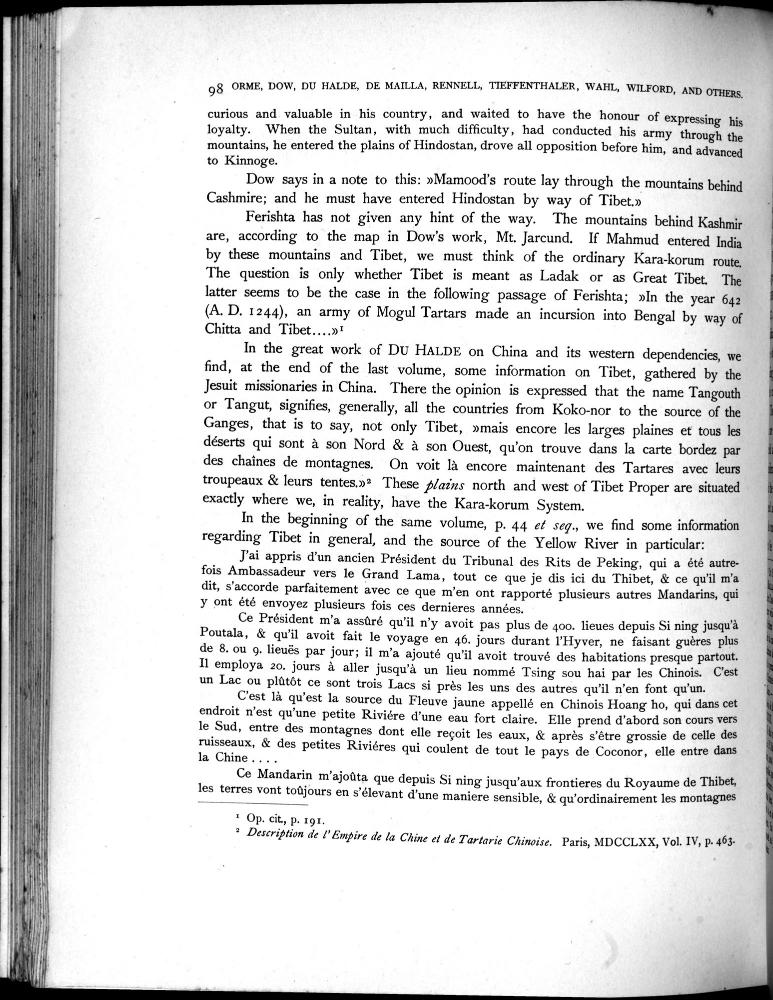 98 ORME, DOW, DU HALDE, DE MAILLA, RENNELL, TIEFFENTHALER, WAHL, WILFORD, AND OTHERS.
curious and valuable in his country, and waited to have the honour of expressing his
loyalty. When the Sultan, with much difficulty, had conducted his army through the
mountains, he entered the plains of Hindostan, drove all opposition before him, and advanced
to Kinnoge.
Dow says in a note to this: »Mamood's route lay through the mountains behind
Cashmire; and he must have entered Hindostan by way of Tibet.»
Ferishta has not given any hint of the way. The mountains behind Kashmir
are, according to the map in Dow's work, Mt. Jarcund. If Mahmud entered India
by these mountains and Tibet, we must think of the ordinary Kara-korum route.
The question is only whether Tibet is meant as Ladak or as Great Tibet. The
latter seems to be the case in the following passage of Ferishta; »In the year 642
(A. D. 1244), an army of Mogul Tartars made an incursion into Bengal by way of
Chitta and Tibet....»¹
In the great work of DU HALDE on China and its western dependencies, we
find, at the end of the last volume, some information on Tibet, gathered by the
Jesuit missionaries in China. There the opinion is expressed that the name Tangouth
or Tangut, signifies, generally, all the countries from Koko-nor to the source of the
Ganges, that is to say, not only Tibet, »mais encore les larges plaines et tous les
déserts qui sont à son Nord & à son Ouest, qu'on trouve dans la carte bordez par
des chaînes de montagnes. On voit là encore maintenant des Tartares avec leurs
troupeaux & leurs tentes.»² These plains north and west of Tibet Proper are situated
exactly where we, in reality, have the Kara-korum System.
In the beginning of the same volume, p. 44 et seq., we find some information
regarding Tibet in general, and the source of the Yellow River in particular:
J'ai appris d'un ancien Président du Tribunal des Rits de Peking, qui a été autre-
fois Ambassadeur vers le Grand Lama, tout ce que je dis ici du Thibet, & ce qu'il m'a
dit, s'accorde parfaitement avec ce que m'en ont rapporté plusieurs autres Mandarins, qui
y ont été envoyez plusieurs fois ces dernieres années.
Ce Président m'a assûré qu'il n'y avoit pas plus de 400. lieues depuis Si ning jusqu'à
Poutala, & qu'il avoit fait le voyage en 46. jours durant l'Hyver, ne faisant guères plus
de 8. ou 9. lieuës par jour; il m'a ajouté qu'il avoit trouvé des habitations presque partout.
Il employa 20. jours à aller jusqu'à un lieu nommé Tsing sou hai par les Chinois. C'est
un Lac ou plûtôt ce sont trois Lacs si près les uns des autres qu'il n'en font qu'un.
C'est là qu'est la source du Fleuve jaune appellé en Chinois Hoang ho, qui dans cet
endroit n'est qu'une petite Riviére d'une eau fort claire. Elle prend d'abord son cours vers
le Sud, entre des montagnes dont elle reçoit les eaux, & après s'être grossie de celle des
ruisseaux, & des petites Riviéres qui coulent de tout le pays de Coconor, elle entre dans
la Chine ....
Ce Mandarin m'ajoûta que depuis Si ning jusqu'aux frontieres du Royaume de Thibet,
les terres vont toûjours en s'élevant d'une maniere sensible, & qu'ordinairement les montagnes
¹ Op. cit., p. 191.
² Description de l'Empire de la Chine et de Tartarie Chinoise. Paris, MDCCLXX, Vol. IV, p. 463.